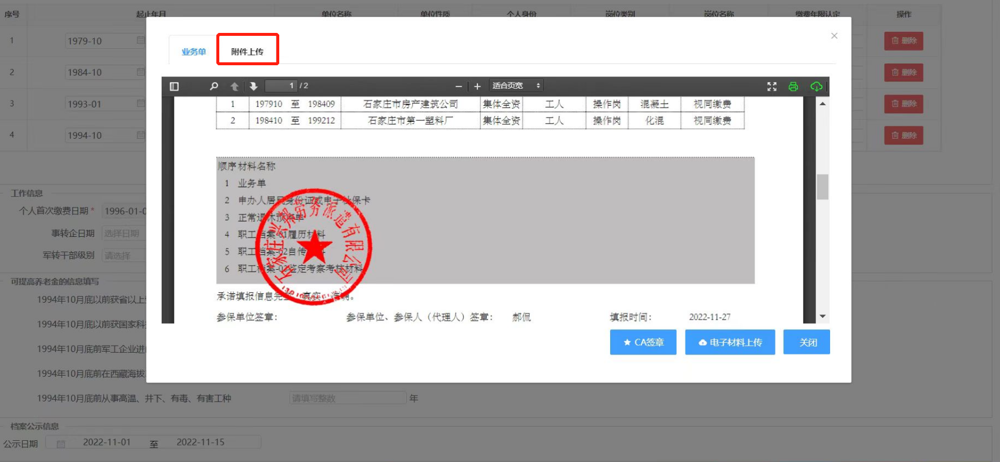 序号 起止年月 单位名称 单位性质 个人身份 岗位类别 岗位名称 缴费年限认定 操作
1 1979-10 删除
2 1984-10 删除
3 1993-01 删除
4 1994-10 删除
业务单 附件上传
1 / 2 适合页宽
1 197910 至 198409 石家庄市房产建筑公司 集体全资 工人 操作岗 混凝土 视同缴费
2 198410 至 199212 石家庄市第一塑料厂 集体全资 工人 操作岗 化混 视同缴费
顺序 材料名称
1 业务单
2 申办人居民身份证或电子社保卡
3 正常退休预审单
4 职工档案-01履历材料
5 职工档案-02自传材料
6 职工档案-03鉴定考察考核材料
石家庄兴邦劳务派遣有限公司
承诺填报信息完整、真实、准确。
参保单位签章： 参保单位、参保人（代理人）签章： 郝侃 填报时间： 2022-11-27
CA签章 电子材料上传 关闭
工作信息
个人首次缴费日期* 1996-01-0
事转企日期 选择日期
军转干部级别 请选择
可提高养老金的信息填写
1994年10月底以前获省以上
1994年10月底以前获国家科
1994年10月底前军工企业进
1994年10月底前在西藏海拔
1994年10月底前从事高温、井下、有毒、有害工种 请填写整数 年
档案公示信息
公示日期 2022-11-01 至 2022-11-15